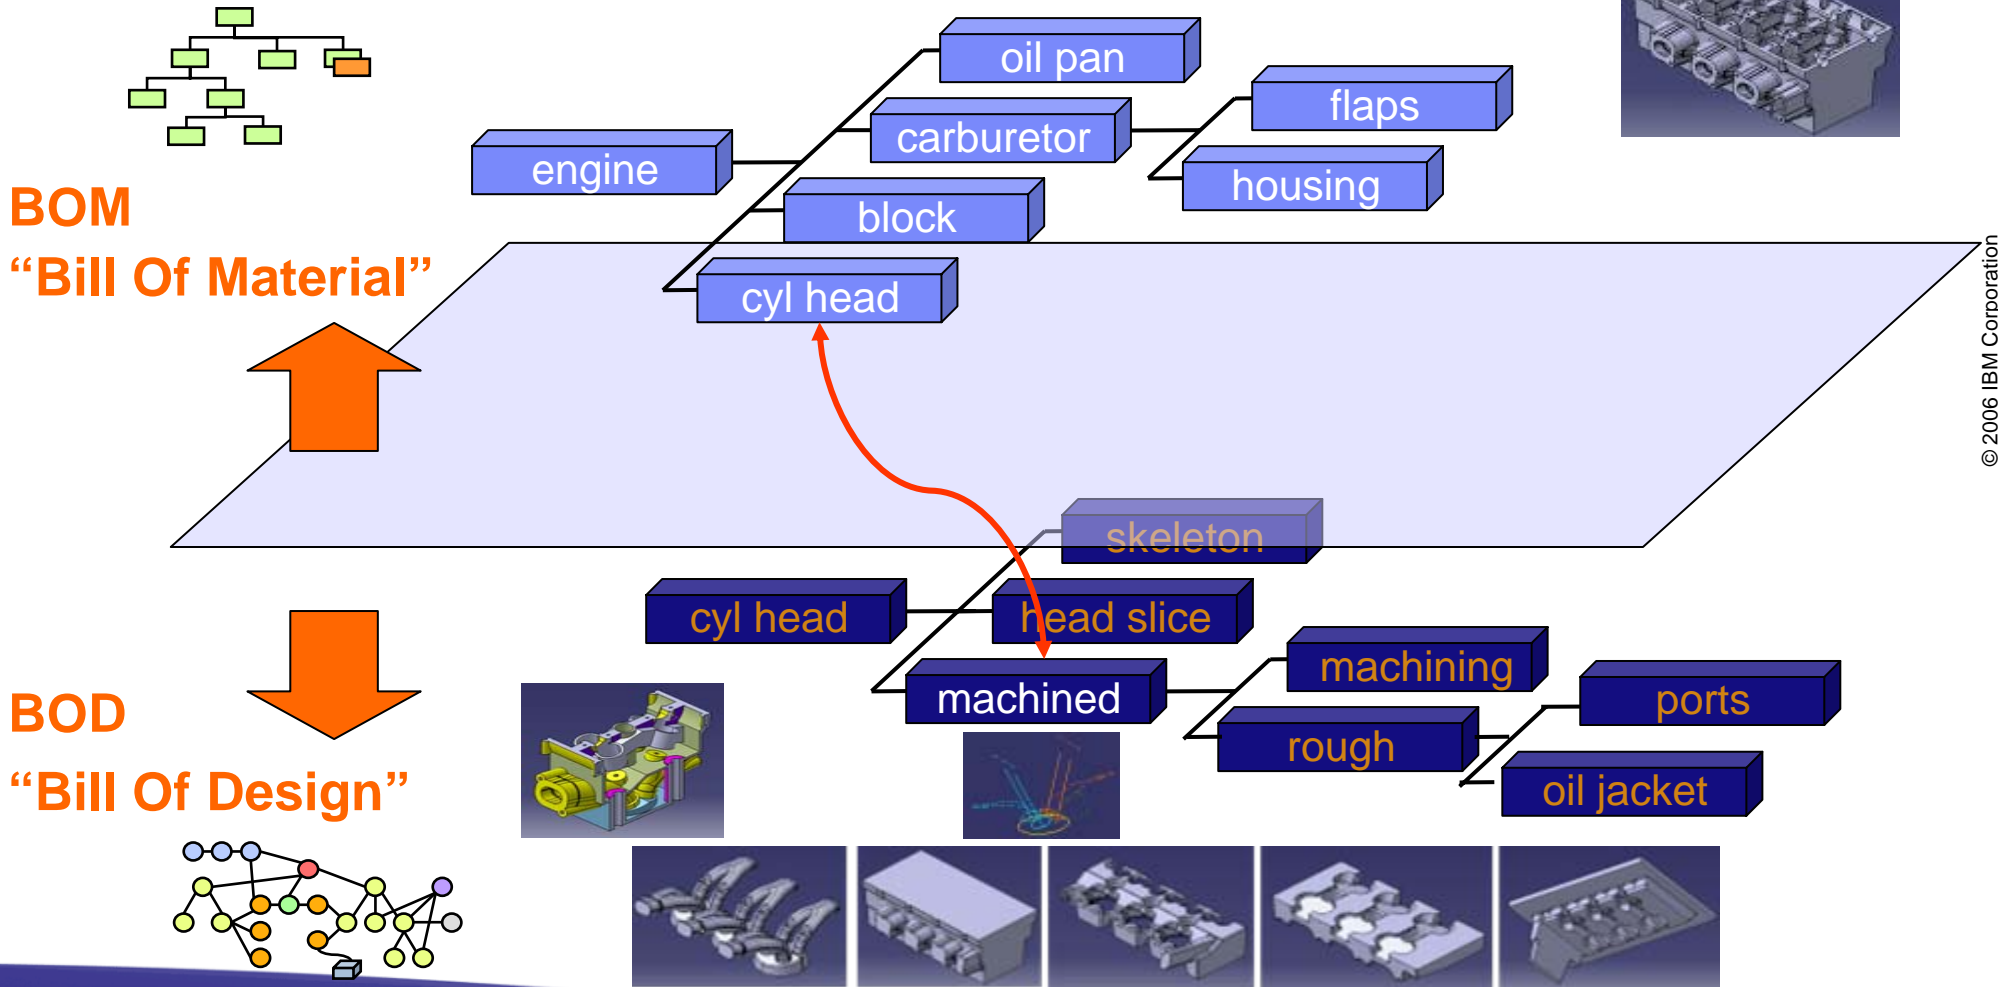 oil pan
flaps
carburetor
engine
housing
BOM
block
“Bill Of Material”
cyl head
© 2006 IBM Corporation
skeleton
cyl head
head slice
machining
machined
ports
BOD
rough
“Bill Of Design”
oil jacket